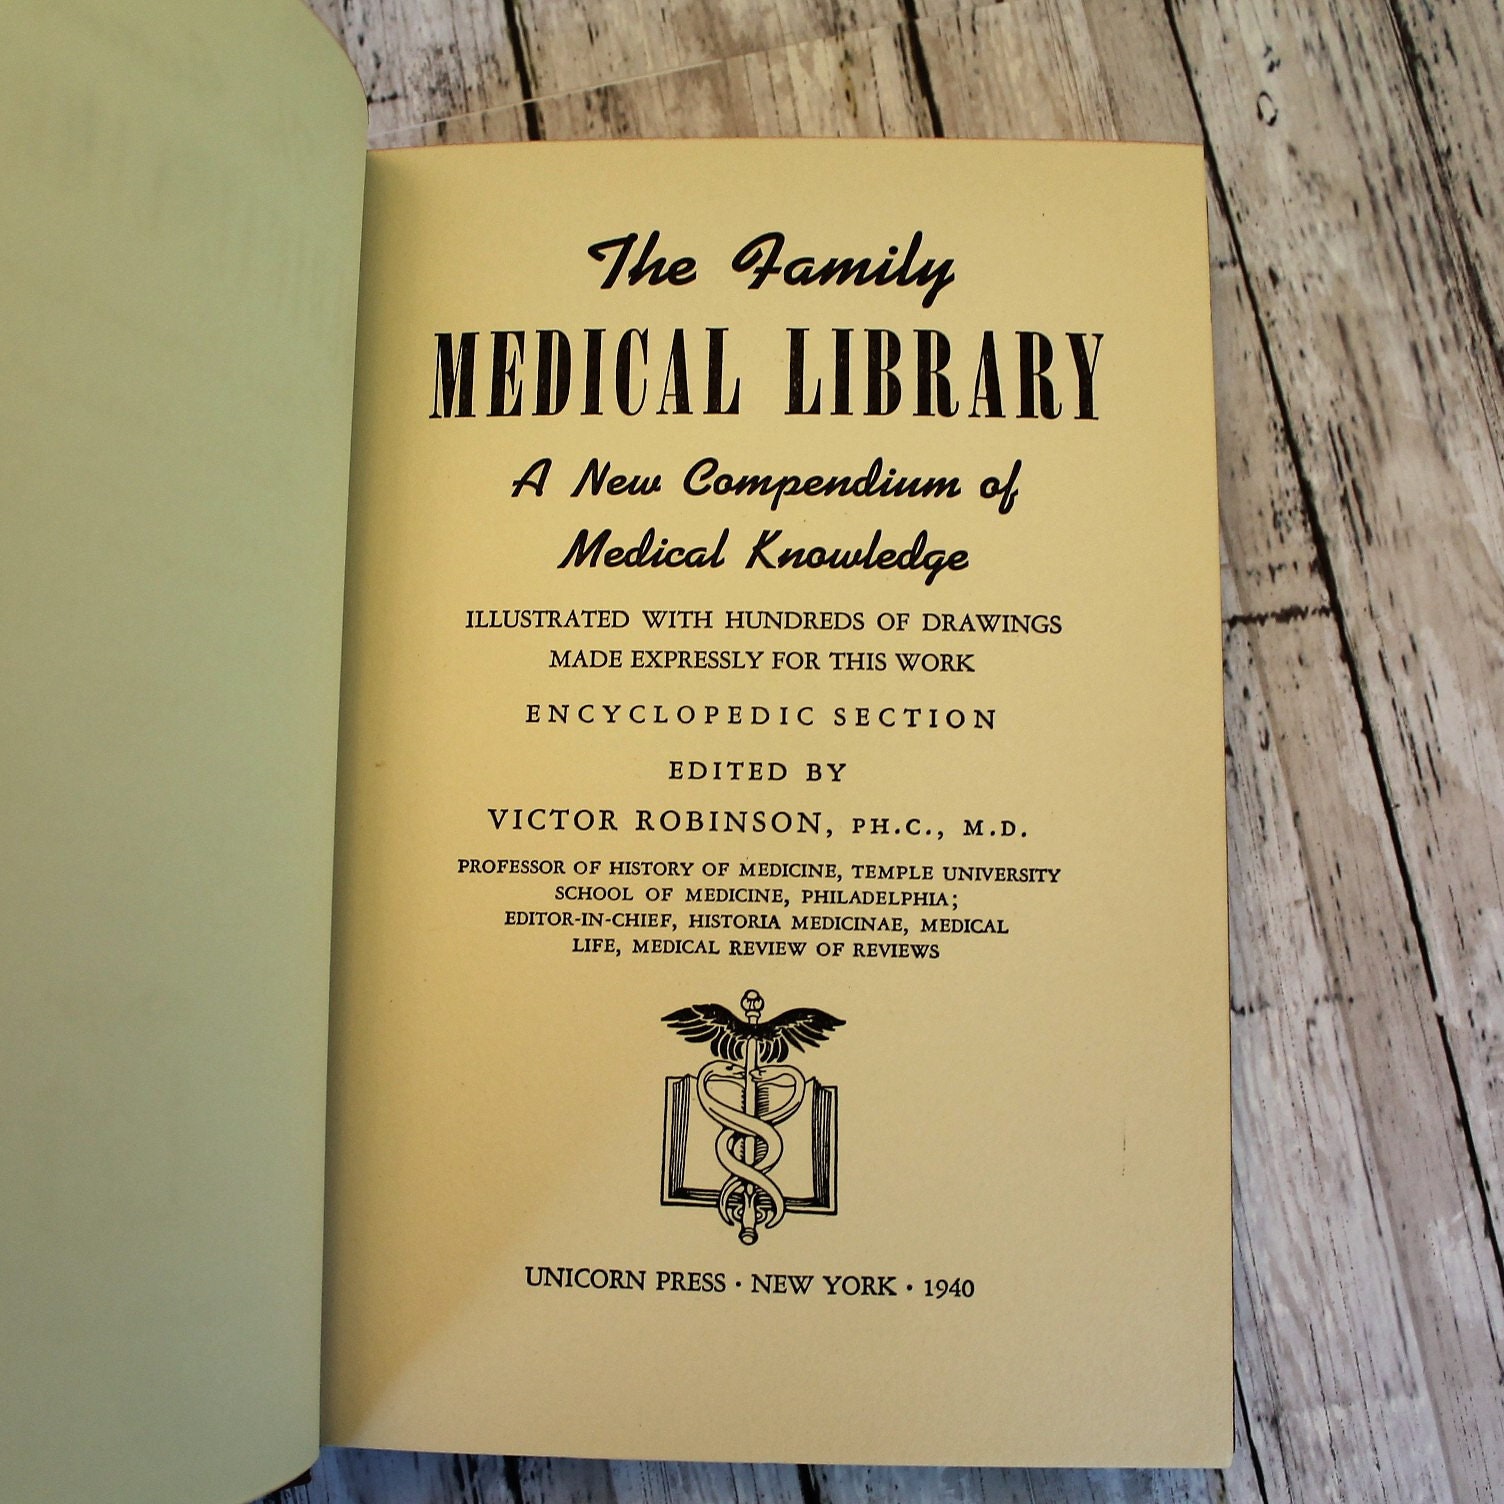 The Family
MEDICAL LIBRARY
A New Compendium of
Medical Knowledge
ILLUSTRATED WITH HUNDREDS OF DRAWINGS
MADE EXPRESSLY FOR THIS WORK
ENCYCLOPEDIC SECTION
EDITED BY
VICTOR ROBINSON, PH.C., M.D.
PROFESSOR OF HISTORY OF MEDICINE, TEMPLE UNIVERSITY
SCHOOL OF MEDICINE, PHILADELPHIA;
EDITOR-IN-CHIEF, HISTORIA MEDICINAE, MEDICAL
LIFE, MEDICAL REVIEW OF REVIEWS
UNICORN PRESS · NEW YORK · 1940